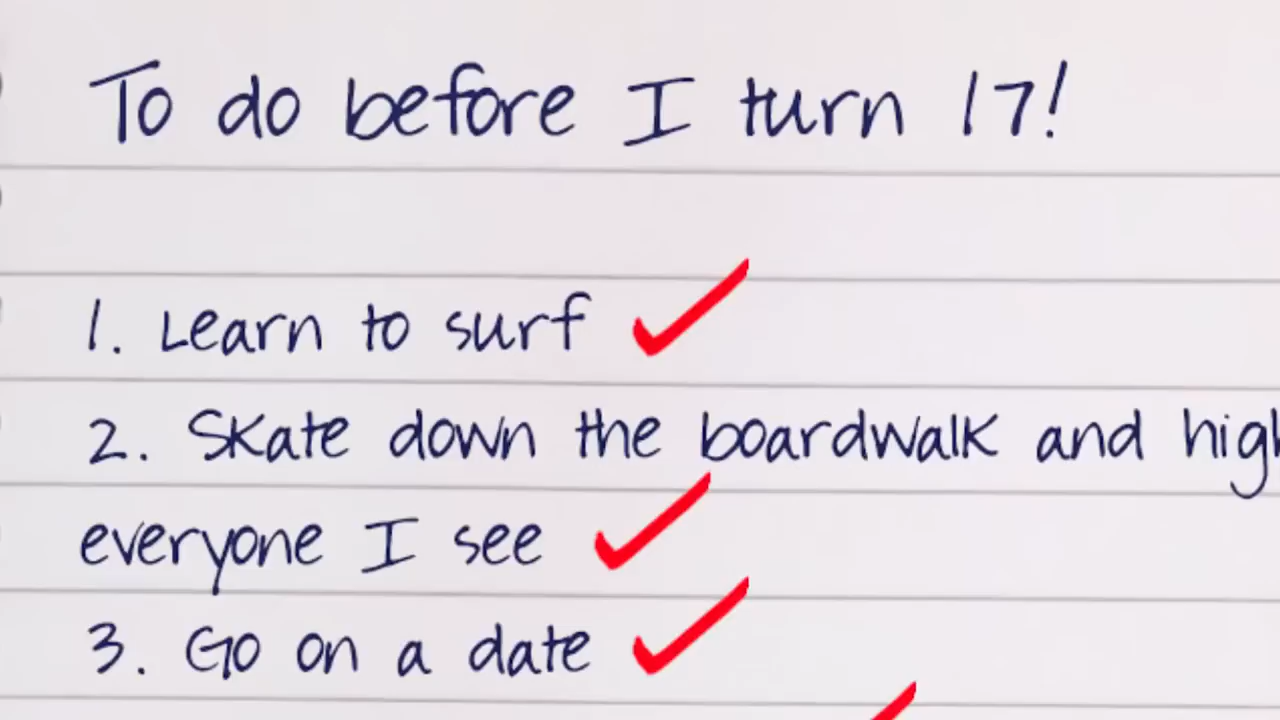 To do before I turn 17!
1. Learn to surf
2. Skate down the boardwalk and
everyone I see
3. Go on a date